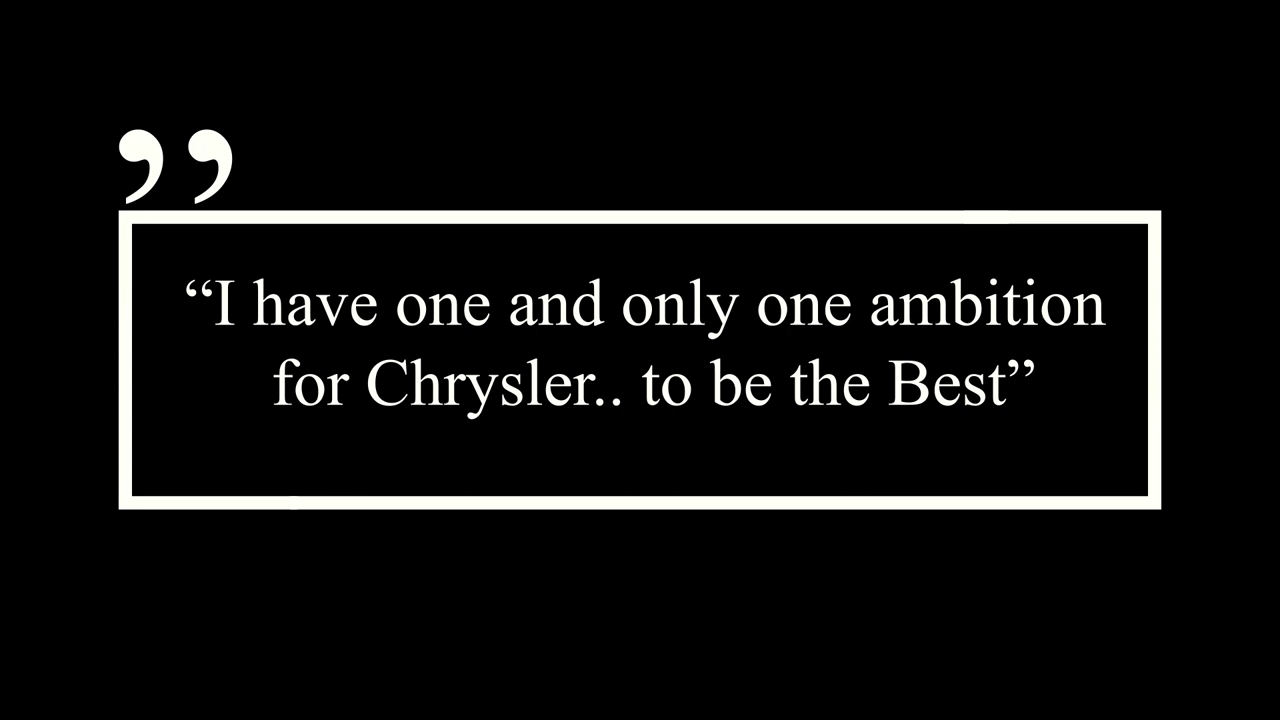 ”
“I have one and only one ambition
for Chrysler.. to be the Best”